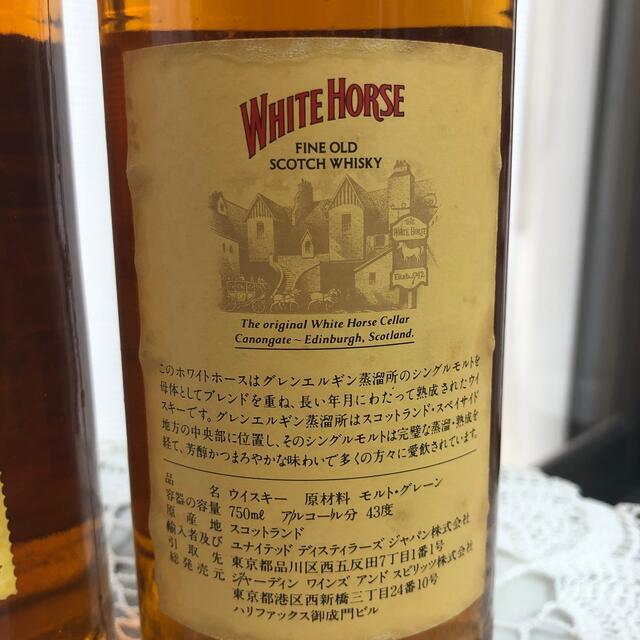 WHITE HORSE
FINE OLD
SCOTCH WHISKY
THE
WHITE HORSE
Estab. 1742
The original White Horse Cellar
Canongate ~ Edinburgh, Scotland.
このホワイトホースはグレンエルギン蒸溜所のシングルモルトを
母体としてブレンドを重ね、長い年月にわたって熟成されたウイ
スキーです。グレンエルギン蒸溜所はスコットランド・スペイサイド
地方の中央部に位置し、そのシングルモルトは完璧な蒸溜・熟成を
経て、芳醇かつまろやかな味わいで多くの方々に愛飲されています。
品名 ウイスキー 原材料 モルト・グレーン
容器の容量 750mℓ アルコール分 43度
原産地 スコットランド
輸入者及び引取先 ユナイテッド ディスティラーズ ジャパン株式会社
東京都品川区西五反田7丁目1番1号
総発売元 ジャーディン ワインズ アンド スピリッツ株式会社
東京都港区西新橋3丁目24番10号
ハリファックス御成門ビル